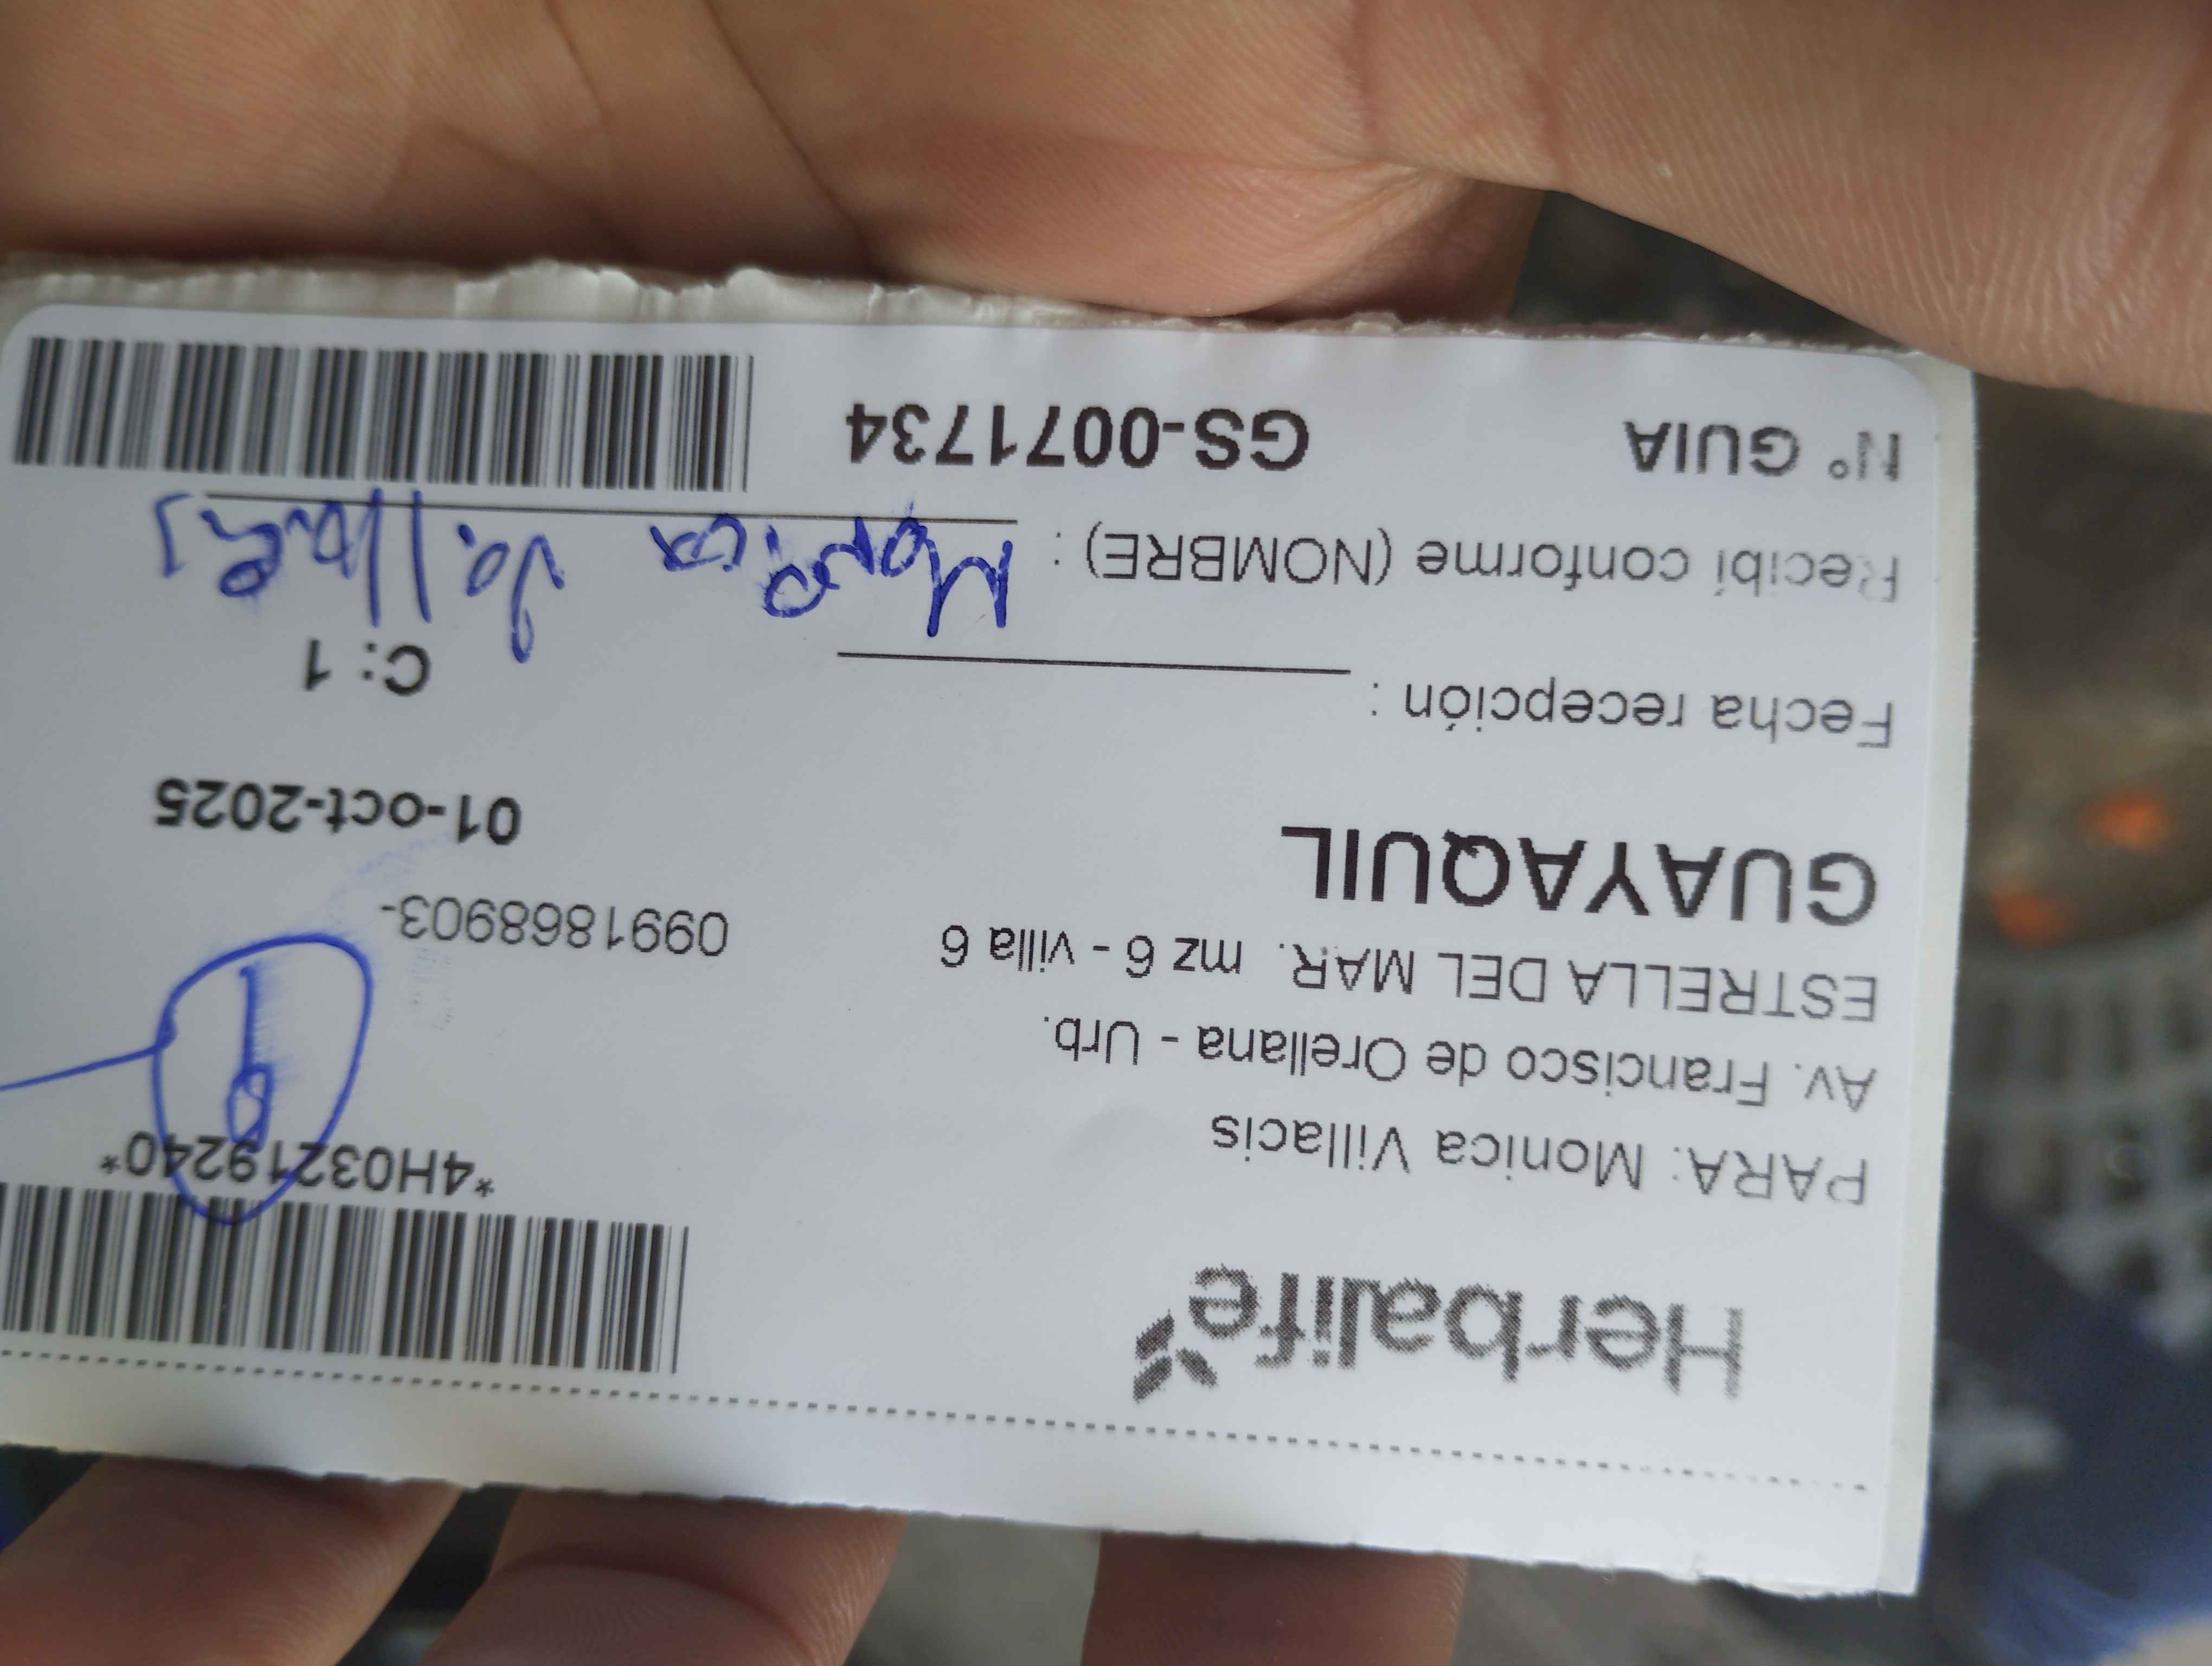 Herbalife
*4H03219240*
PARA: Monica Villacis
Av. Francisco de Orellana - Urb.
ESTRELLA DEL MAR. mz 6 - villa 6
0991868903-
GUAYAQUIL
01-oct-2025
Fecha recepción :
C: 1
Recibí conforme (NOMBRE) : Monica
N° GUIA GS-0071734